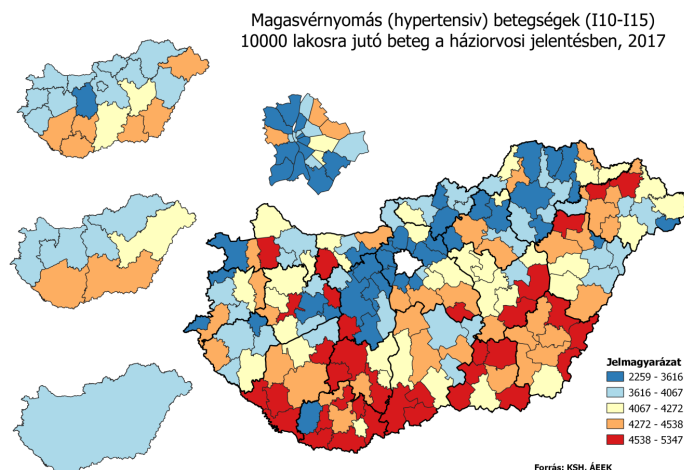 Magasvérnyomás (hypertensiv) betegségek (I10-I15)
10000 lakosra jutó beteg a háziorvosi jelentésben, 2017
Jelmagyarázat
2259 - 3616
3616 - 4067
4067 - 4272
4272 - 4538
4538 - 5347
Forrás: KSH, ÁEEK